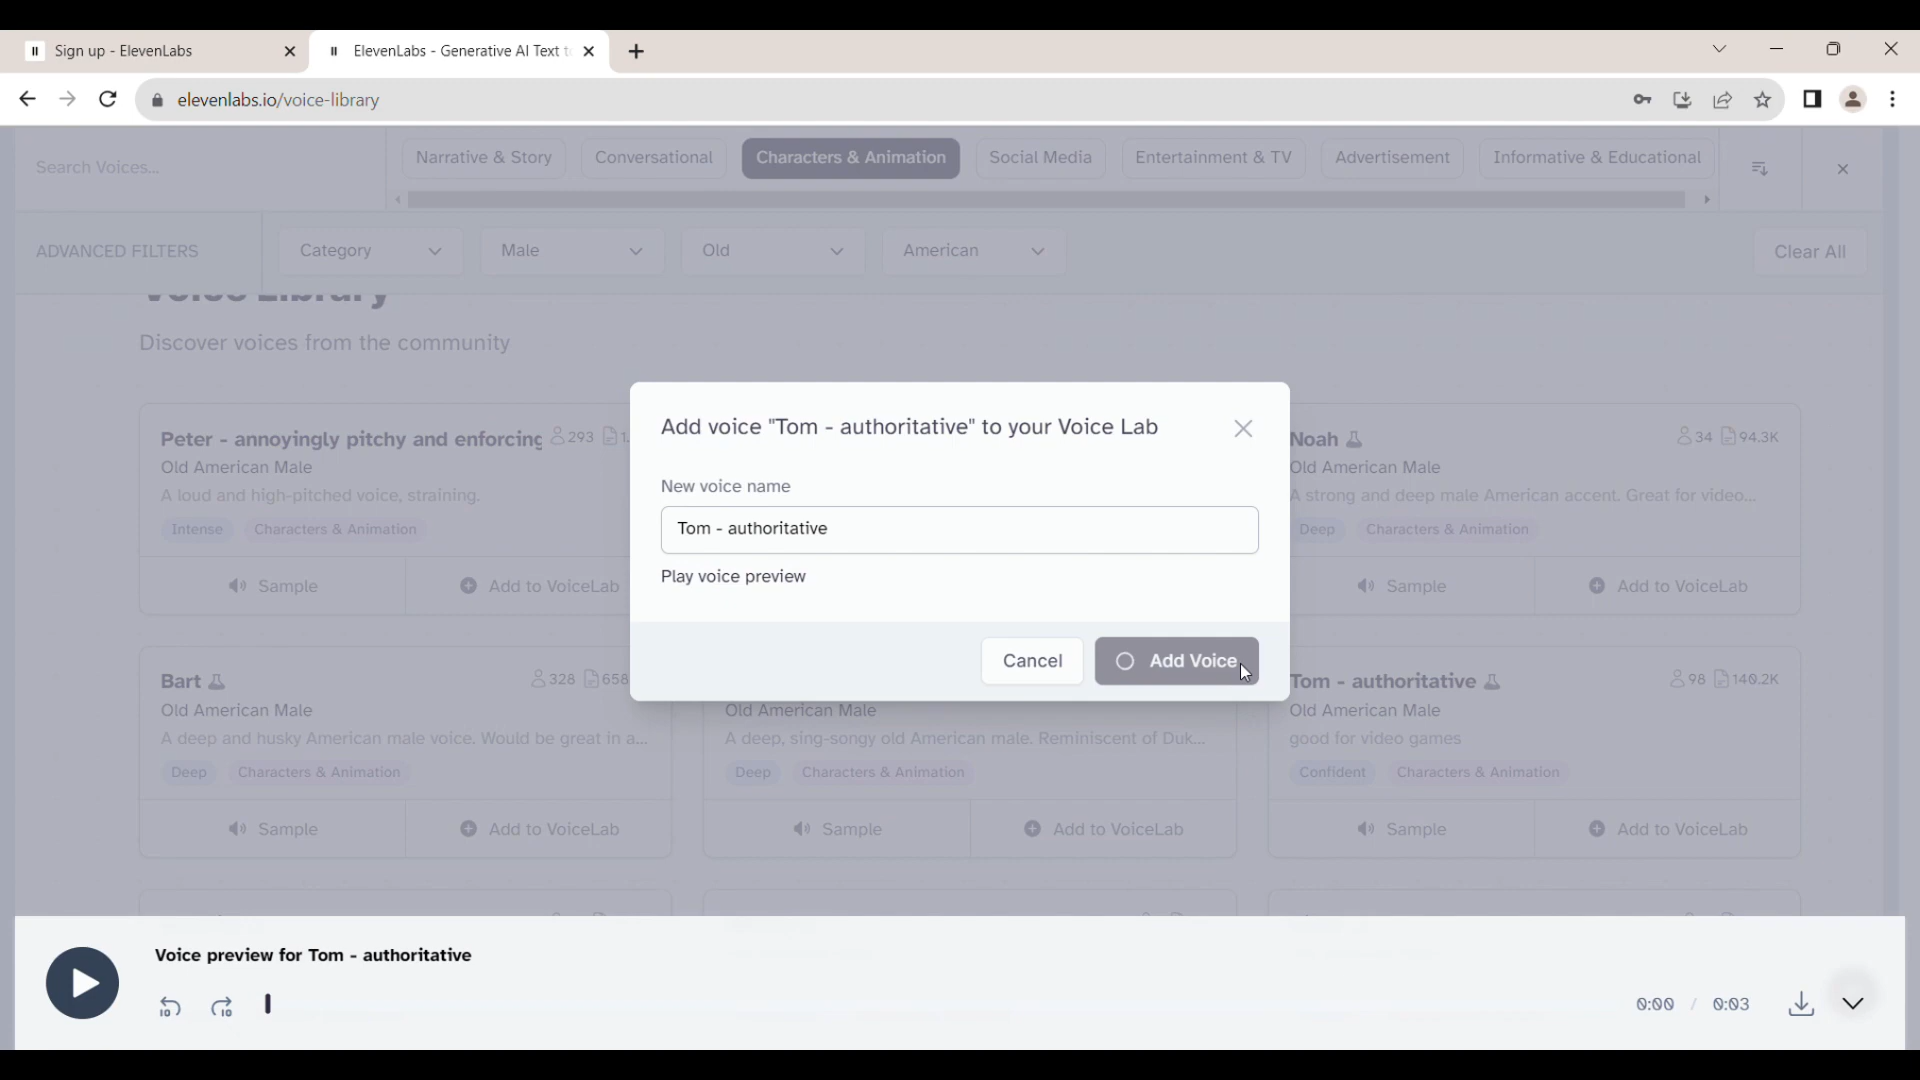 Sign up - ElevenLabs
ElevenLabs - Generative AI Text t
elevenlabs.io/voice-library
Search Voices...
Narrative & Story
Conversational
Characters & Animation
Social Media
Entertainment & TV
Advertisement
Informative & Educational
ADVANCED FILTERS
Category
Male
Old
American
Clear All
Voice Library
Discover voices from the community
Add voice "Tom - authoritative" to your Voice Lab
New voice name
Tom - authoritative
Play voice preview
Cancel
Add Voice
Peter - annoyingly pitchy and enforcing
293
1.
Old American Male
A loud and high-pitched voice, straining.
Intense
Characters & Animation
Sample
Add to VoiceLab
Noah
34
94.3K
Old American Male
A strong and deep male American accent. Great for video...
Deep
Characters & Animation
Sample
Add to VoiceLab
Bart
328
658
Old American Male
A deep and husky American male voice. Would be great in a...
Deep
Characters & Animation
Sample
Add to VoiceLab
Old American Male
A deep, sing-songy old American male. Reminiscent of Duk...
Deep
Characters & Animation
Sample
Add to VoiceLab
Tom - authoritative
98
140.2K
Old American Male
good for video games
Confident
Characters & Animation
Sample
Add to VoiceLab
Voice preview for Tom - authoritative
10
10
0:00 / 0:03